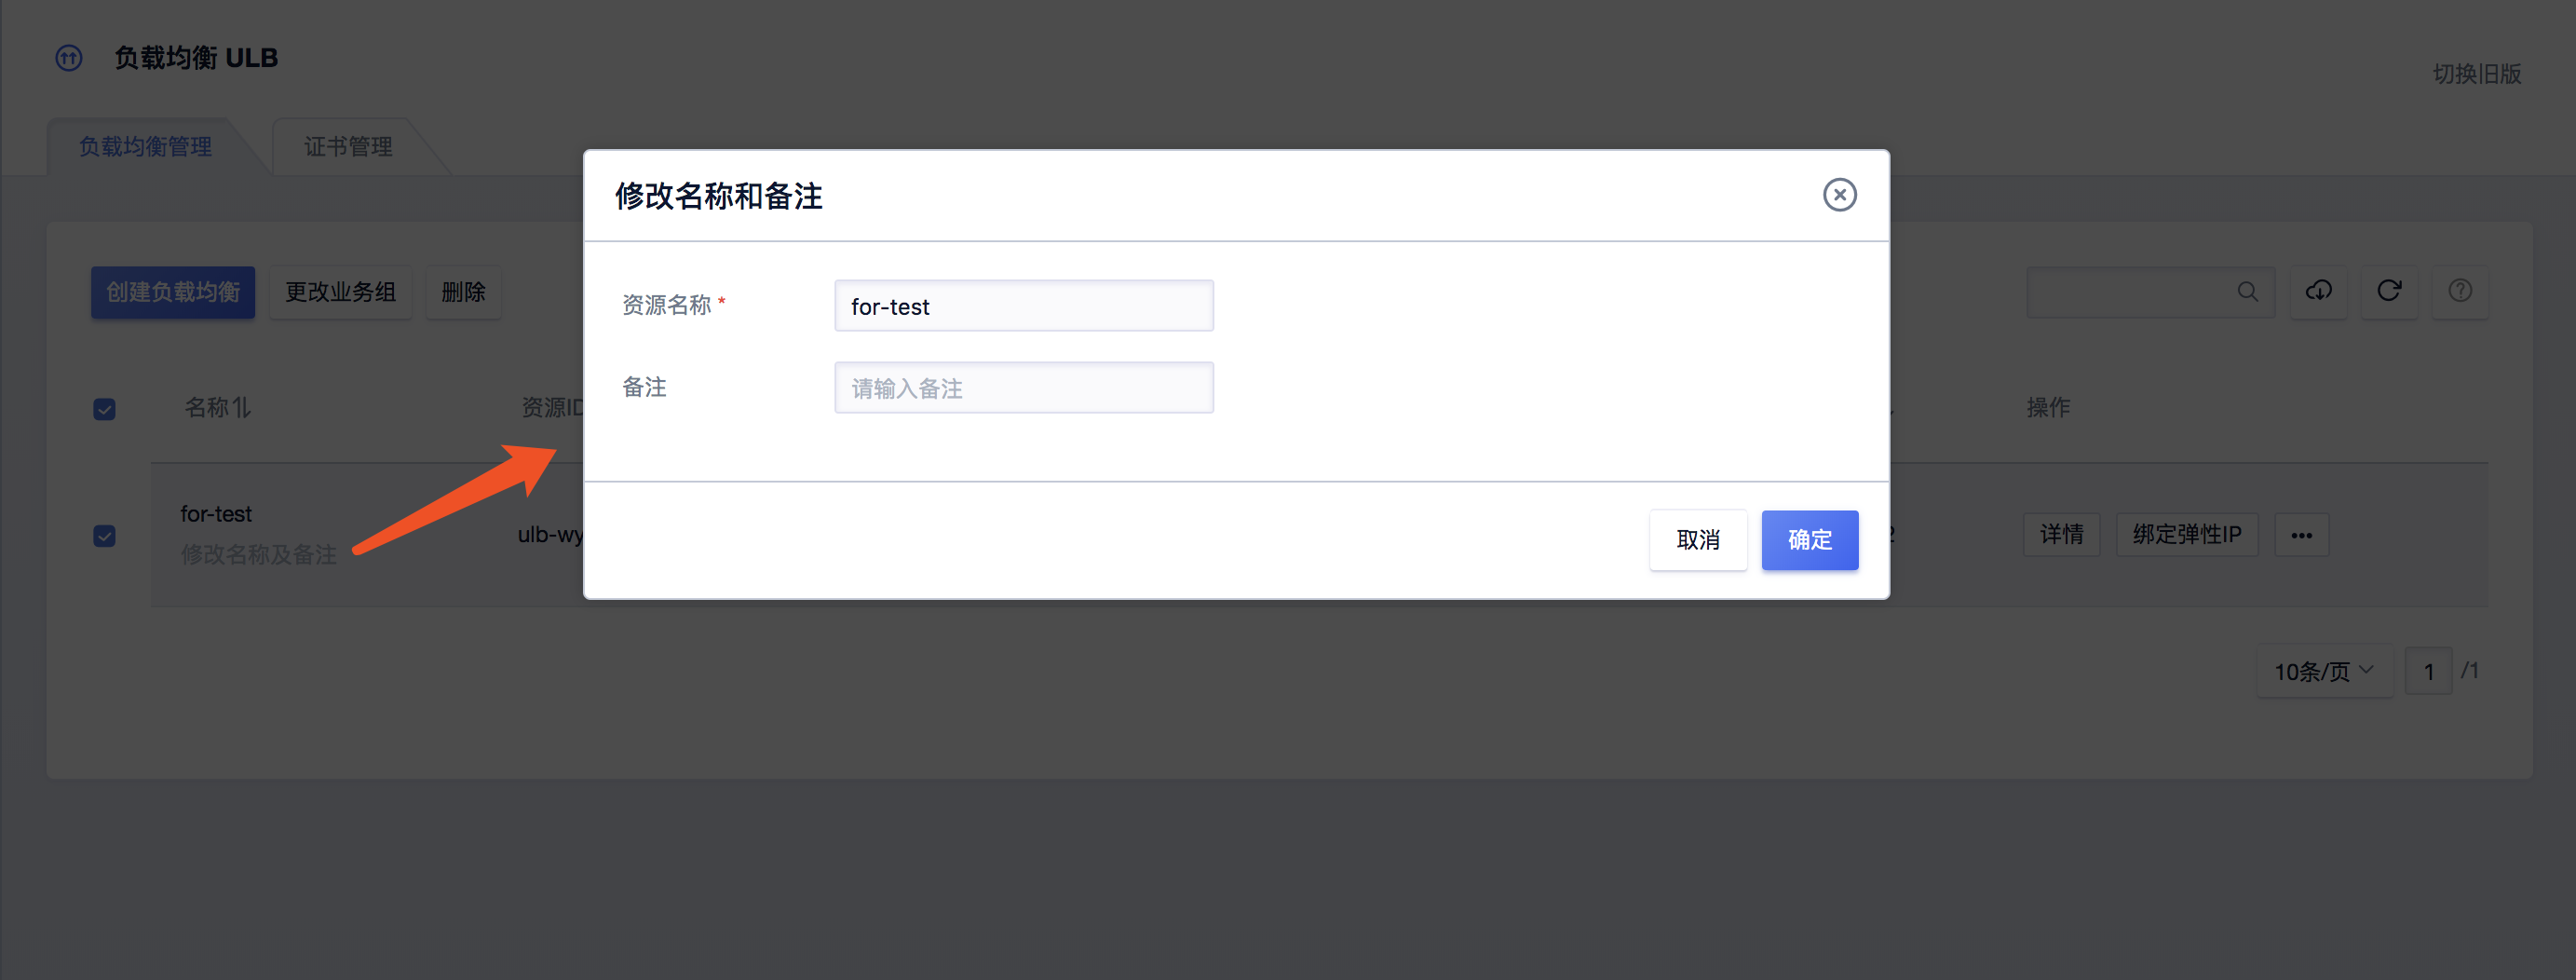 负载均衡 ULB
切换旧版
负载均衡管理
证书管理
修改名称和备注
创建负载均衡
更改业务组
删除
资源名称 *
for-test
备注
请输入备注
名称
资源ID
操作
for-test
修改名称及备注
ulb-wy
详情
绑定弹性IP
取消
确定
10条/页
1
/1